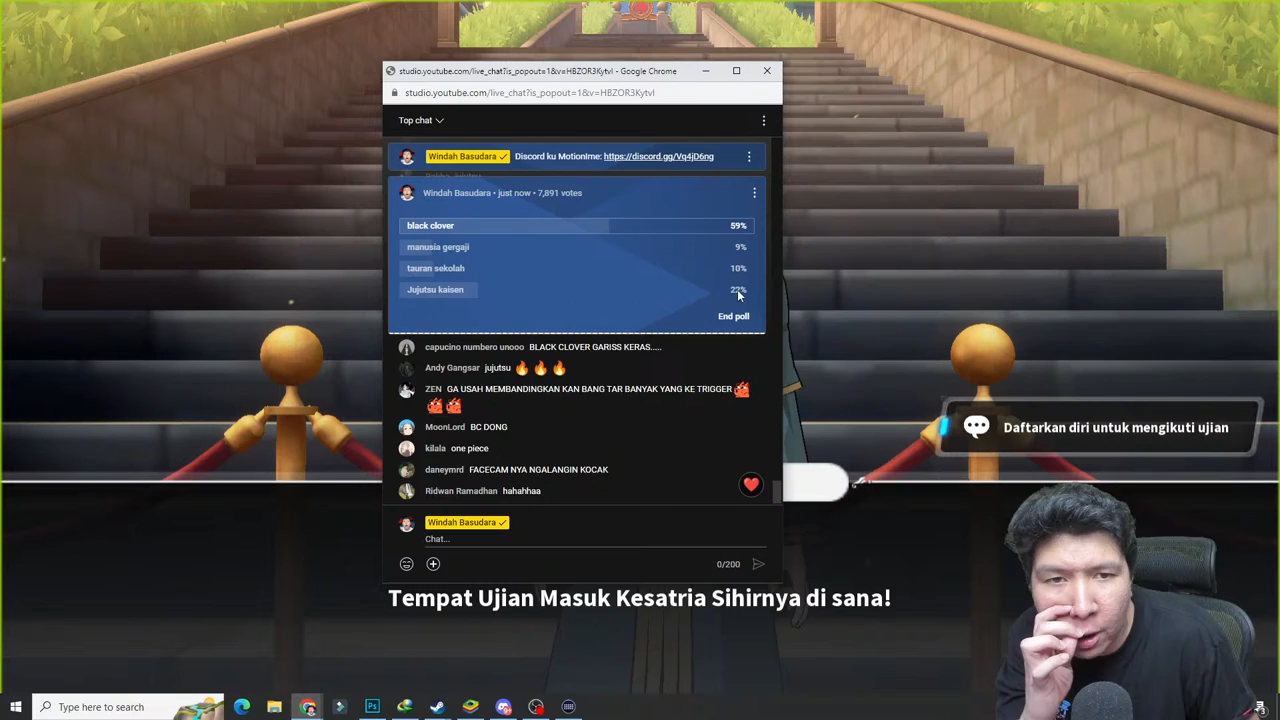 studio.youtube.com/live_chat?is_popout=1&v=HBZOR3KytvI - Google Chrome
studio.youtube.com/live_chat?is_popout=1&v=HBZOR3KytvI
Top chat
Windah Basudara Discord ku MotionIme: https://discord.gg/Vq4jD6ng
Windah Basudara • just now • 7,891 votes
black clover 59%
manusia gergaji 9%
tauran sekolah 10%
Jujutsu kaisen 22%
End poll
capucino numbero unooo BLACK CLOVER GARISS KERAS.....
Andy Gangsar jujutsu 🔥 🔥 🔥
ZEN GA USAH MEMBANDINGKAN KAN BANG TAR BANYAK YANG KE TRIGGER
MoonLord BC DONG
kilala one piece
daneymrd FACECAM NYA NGALANGIN KOCAK
Ridwan Ramadhan hahahhaa
Windah Basudara
Chat...
0/200
Daftarkan diri untuk mengikuti ujian
Tempat Ujian Masuk Kesatria Sihirnya di sana!
Type here to search